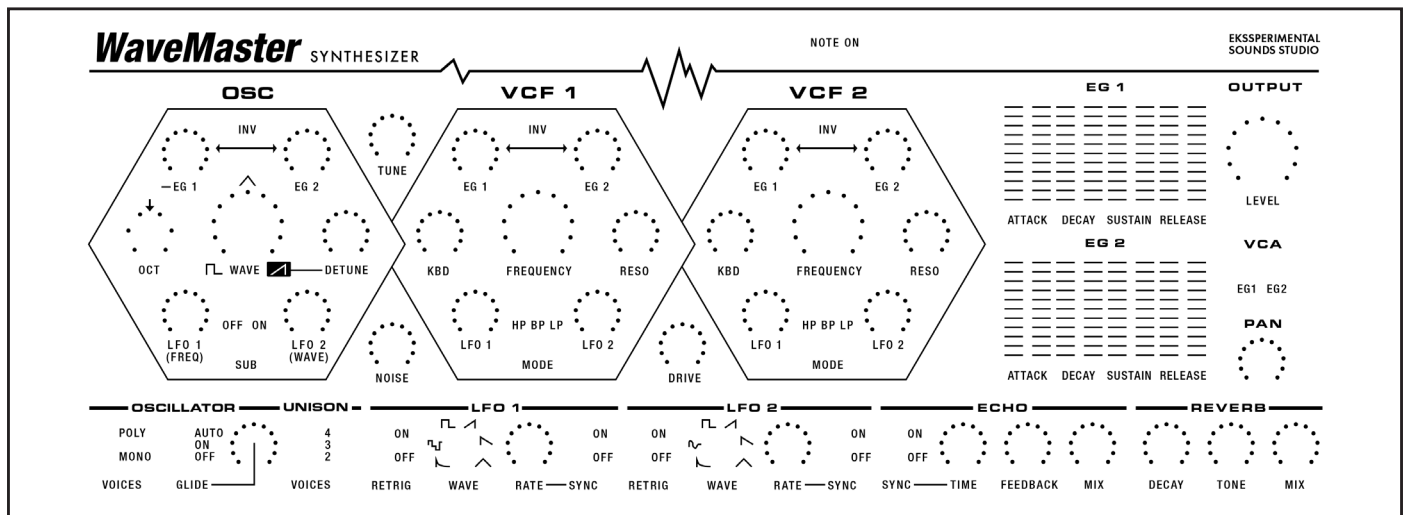 WaveMaster SYNTHESIZER
NOTE ON
EKSSPERIMENTAL
SOUNDS STUDIO
OSC
VCF 1
VCF 2
EG 1
OUTPUT
INV
INV
INV
TUNE
EG 1
EG 2
EG 1
EG 2
EG 1
EG 2
LEVEL
ATTACK DECAY SUSTAIN RELEASE
EG 2
VCA
OCT
WAVE
DETUNE
KBD
FREQUENCY
RESO
KBD
FREQUENCY
RESO
EG1 EG2
OFF ON
HP BP LP
HP BP LP
PAN
LFO 1
(FREQ)
LFO 2
(WAVE)
LFO 1
LFO 2
LFO 1
LFO 2
SUB
NOISE
MODE
DRIVE
MODE
ATTACK DECAY SUSTAIN RELEASE
OSCILLATOR
UNISON
LFO 1
LFO 2
ECHO
REVERB
POLY
MONO
AUTO
ON
OFF
4
3
2
ON
OFF
ON
OFF
ON
OFF
ON
OFF
ON
OFF
VOICES
GLIDE
VOICES
RETRIG
WAVE
RATE
SYNC
RETRIG
WAVE
RATE
SYNC
SYNC
TIME
FEEDBACK
MIX
DECAY
TONE
MIX